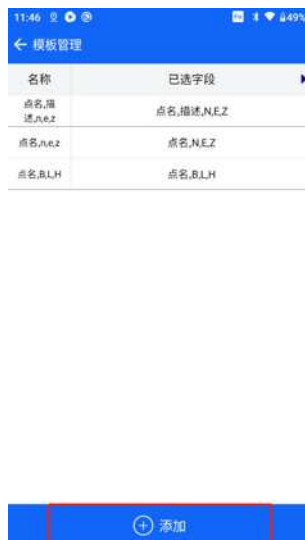 11:46
49%
模板管理
名称 已选字段
点名,描
述,n,e,z
点名,描述,N,E,Z
点名,n,e,z 点名,N,E,Z
点名,B,L,H 点名,B,L,H
添加